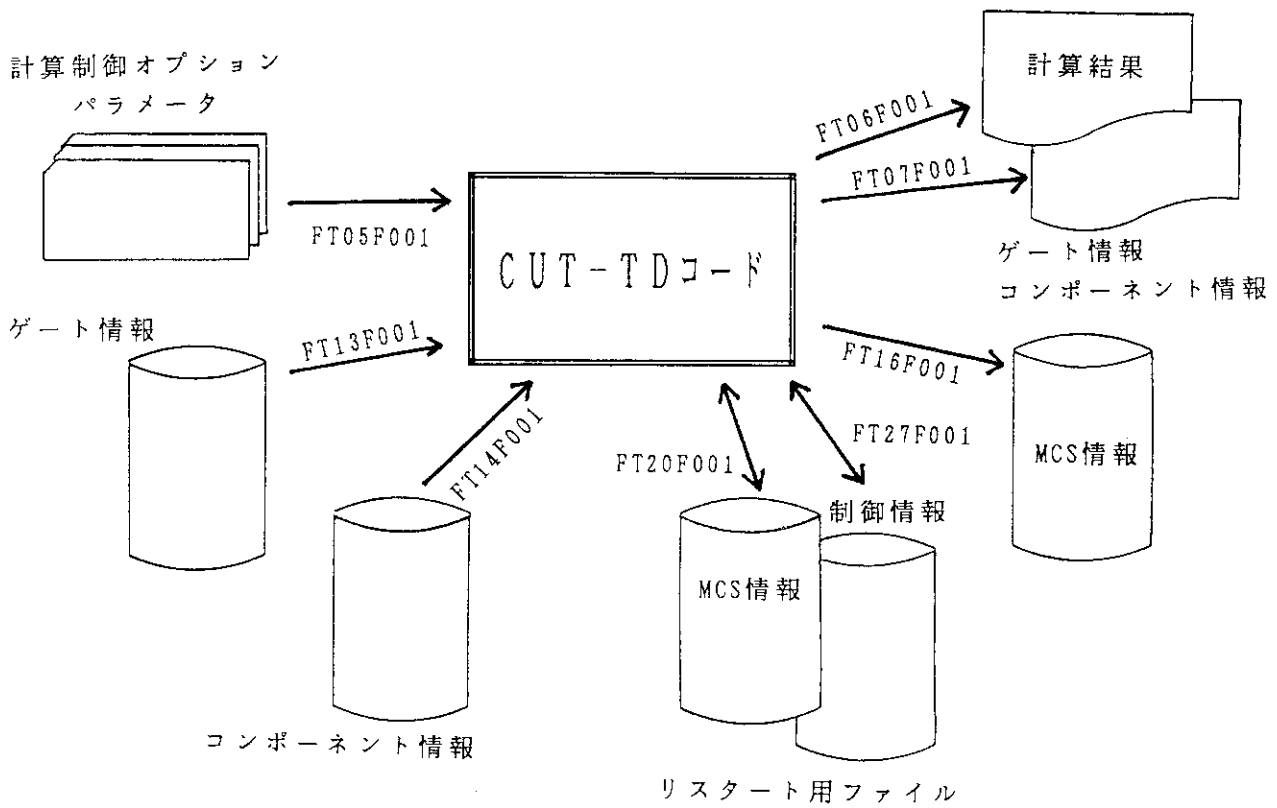 計算制御オプション
パラメータ
FT05F001
ゲート情報
FT13F001
FT14F001
コンポーネント情報
CUT-TDコード
FT06F001
FT07F001
計算結果
ゲート情報
コンポーネント情報
FT16F001
MCS情報
FT20F001
FT27F001
MCS情報
制御情報
リスタート用ファイル